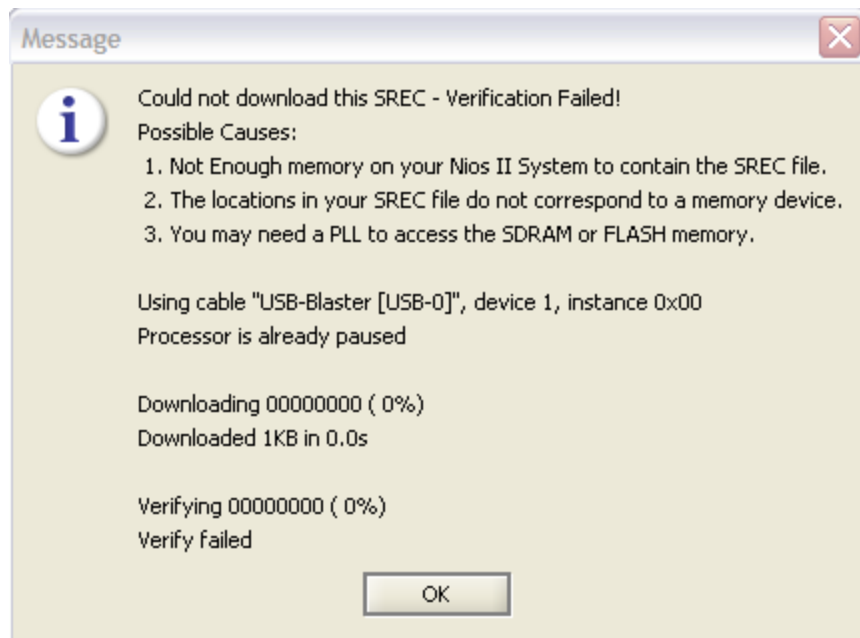 Message
Could not download this SREC - Verification Failed!
Possible Causes:
1. Not Enough memory on your Nios II System to contain the SREC file.
2. The locations in your SREC file do not correspond to a memory device.
3. You may need a PLL to access the SDRAM or FLASH memory.
Using cable "USB-Blaster [USB-0]", device 1, instance 0x00
Processor is already paused
Downloading 00000000 ( 0%)
Downloaded 1KB in 0.0s
Verifying 00000000 ( 0%)
Verify failed
OK